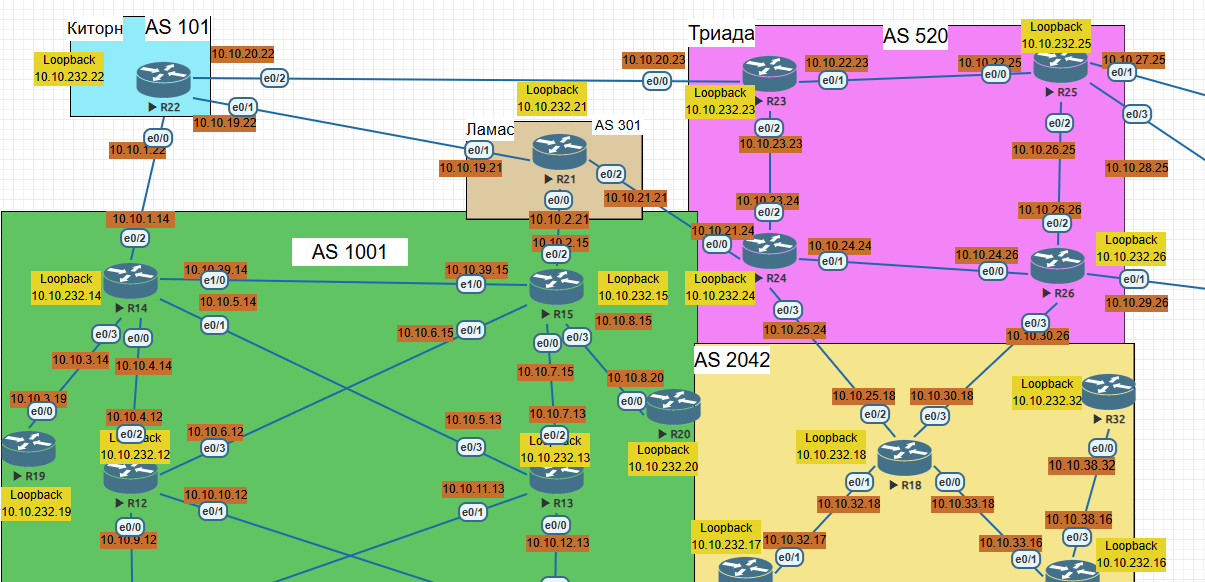 Киторн
AS 101
Loopback
10.10.232.22
R22
10.10.20.22
e0/2
e0/1
10.10.19.22
e0/0
10.10.1.22
Ламас
AS 301
Loopback
10.10.232.21
e0/1
10.10.19.21
R21
e0/2
10.10.21.21
e0/0
10.10.2.21
Триада
AS 520
10.10.20.23
e0/0
Loopback
10.10.232.23
R23
10.10.22.23
e0/1
e0/2
10.10.23.23
10.10.22.25
e0/0
Loopback
10.10.232.25
R25
10.10.27.25
e0/1
e0/3
10.10.28.25
e0/2
10.10.26.25
10.10.23.24
e0/2
10.10.21.24
e0/0
Loopback
10.10.232.24
R24
10.10.24.24
e0/1
e0/3
10.10.25.24
10.10.26.26
e0/2
10.10.24.26
e0/0
R26
Loopback
10.10.232.26
e0/1
10.10.29.26
e0/3
10.10.30.26
AS 1001
10.10.1.14
e0/2
Loopback
10.10.232.14
R14
10.10.39.14
e1/0
10.10.5.14
e0/1
e0/3
e0/0
10.10.3.14
10.10.4.14
10.10.2.15
e0/2
10.10.39.15
e1/0
Loopback
10.10.232.15
R15
10.10.6.15
e0/1
e0/0
e0/3
10.10.8.15
10.10.7.15
10.10.3.19
e0/0
R19
Loopback
10.10.232.19
10.10.4.12
e0/2
Loopback
10.10.232.12
10.10.6.12
e0/3
R12
10.10.10.12
e0/1
e0/0
10.10.9.12
10.10.8.20
e0/0
R20
Loopback
10.10.232.20
10.10.5.13
e0/3
10.10.7.13
e0/2
Loopback
10.10.232.13
R13
10.10.11.13
e0/1
e0/0
10.10.12.13
AS 2042
10.10.25.18
e0/2
10.10.30.18
e0/3
Loopback
10.10.232.18
R18
e0/1
10.10.32.18
e0/0
10.10.33.18
Loopback
10.10.232.32
R32
e0/0
10.10.38.32
Loopback
10.10.232.17
10.10.32.17
e0/1
10.10.38.16
e0/3
10.10.33.16
e0/1
Loopback
10.10.232.16